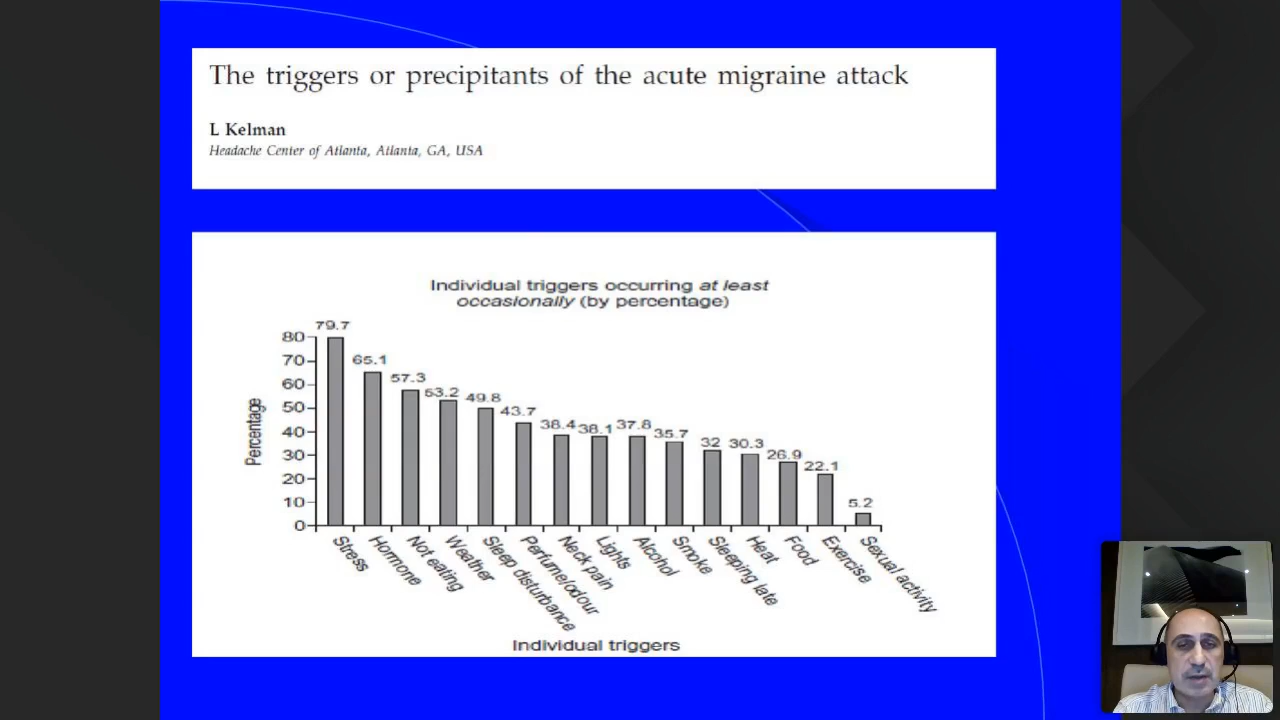 The triggers or precipitants of the acute migraine attack
L Kelman
Headache Center of Atlanta, Atlanta, GA, USA
Individual triggers occurring at least
occasionally (by percentage)
Percentage
80
70
60
50
40
30
20
10
0
79.7
65.1
57.3
53.2
49.8
43.7
38.4
38.1
37.8
35.7
32
30.3
26.9
22.1
5.2
Stress
Hormone
Not eating
Weather
Sleep disturbance
Perfume/odour
Neck pain
Lights
Alcohol
Smoke
Sleeping late
Heat
Food
Exercise
Sexual activity
Individual triggers